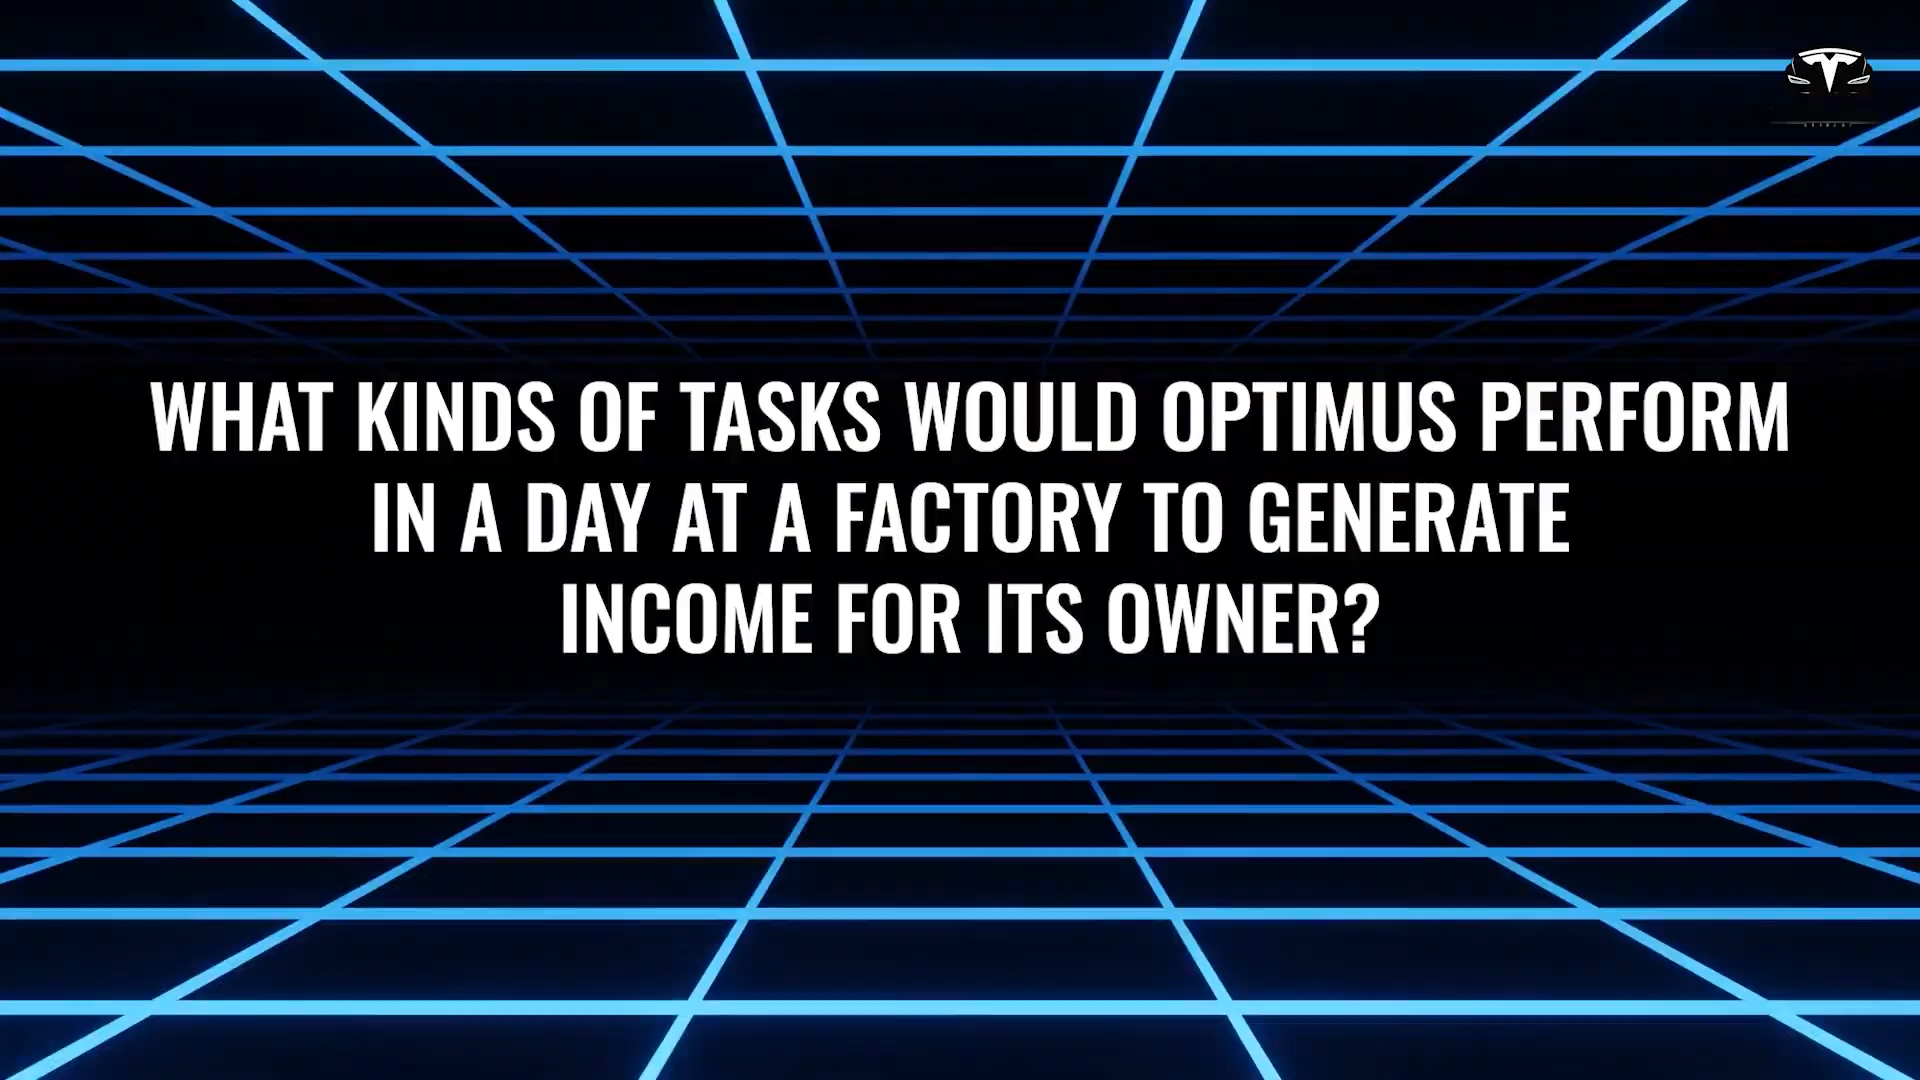 WHAT KINDS OF TASKS WOULD OPTIMUS PERFORM
IN A DAY AT A FACTORY TO GENERATE
INCOME FOR ITS OWNER?